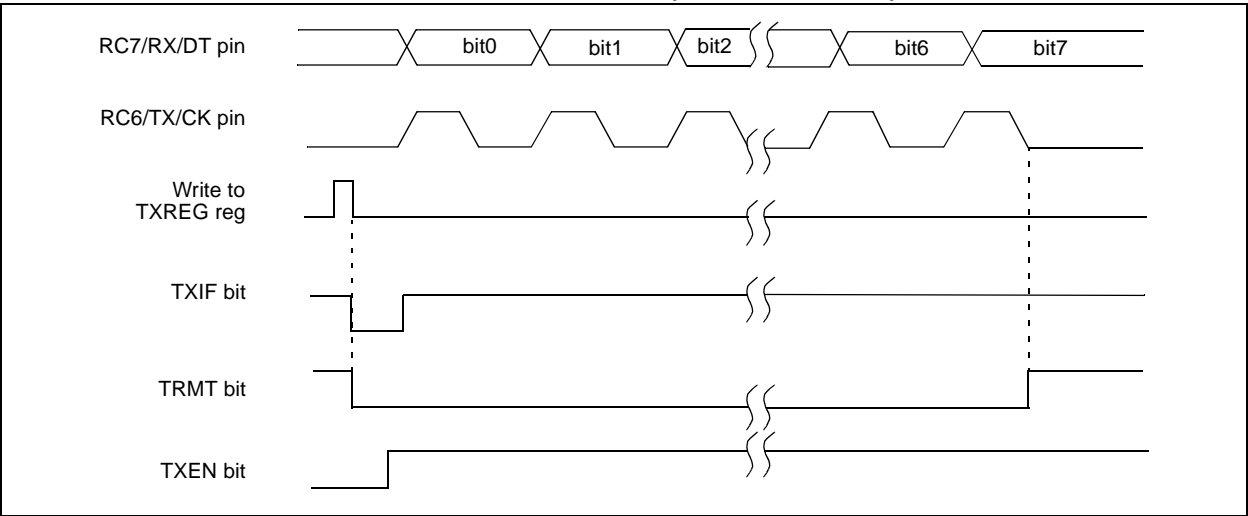 RC7/RX/DT pin
bit0
bit1
bit2
bit6
bit7
RC6/TX/CK pin
Write to
TXREG reg
TXIF bit
TRMT bit
TXEN bit